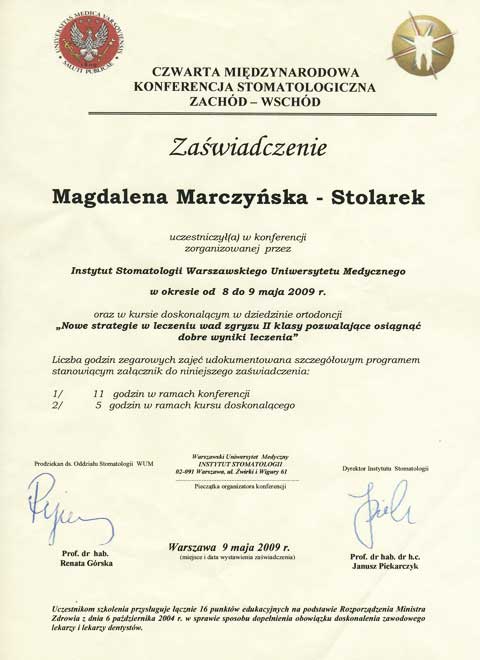 UNIVERSITAS MEDICA VARSOVIENSIS
SALUTI PUBLICAE
CZWARTA MIĘDZYNARODOWA
KONFERENCJA STOMATOLOGICZNA
ZACHÓD – WSCHÓD
Zaświadczenie
Magdalena Marczyńska - Stolarek
uczestniczył(a) w konferencji
zorganizowanej przez
Instytut Stomatologii Warszawskiego Uniwersytetu Medycznego
w okresie od 8 do 9 maja 2009 r.
oraz w kursie doskonalącym w dziedzinie ortodoncji
„Nowe strategie w leczeniu wad zgryzu II klasy pozwalające osiągnąć
dobre wyniki leczenia”
Liczba godzin zegarowych zajęć udokumentowana szczegółowym programem
stanowiącym załącznik do niniejszego zaświadczenia:
1/ 11 godzin w ramach konferencji
2/ 5 godzin w ramach kursu doskonalącego
Prodziekan ds. Oddziału Stomatologii WUM
Warszawski Uniwersytet Medyczny
INSTYTUT STOMATOLOGII
02-091 Warszawa, ul. Żwirki i Wigury 61
Pieczątka organizatora konferencji
Dyrektor Instytutu Stomatologii
Prof. dr hab.
Renata Górska
Warszawa 9 maja 2009 r.
(miejsce i data wystawienia zaświadczenia)
Prof. dr hab. dr h.c.
Janusz Piekarczyk
Uczestnikom szkolenia przysługuje łącznie 16 punktów edukacyjnych na podstawie Rozporządzenia Ministra
Zdrowia z dnia 6 października 2004 r. w sprawie sposobu dopełnienia obowiązku doskonalenia zawodowego
lekarzy i lekarzy dentystów.